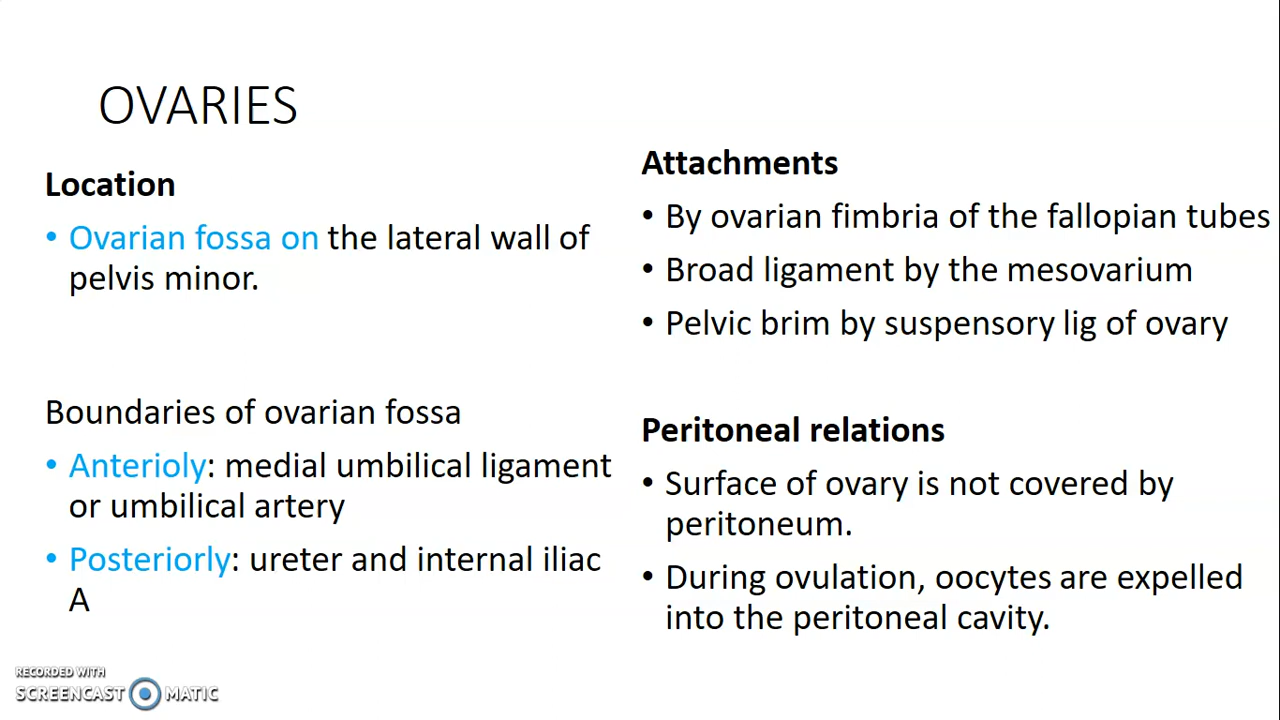 OVARIES
Location
• Ovarian fossa on the lateral wall of
pelvis minor.
Boundaries of ovarian fossa
• Anterioly: medial umbilical ligament
or umbilical artery
• Posteriorly: ureter and internal iliac
A
Attachments
• By ovarian fimbria of the fallopian tubes
• Broad ligament by the mesovarium
• Pelvic brim by suspensory lig of ovary
Peritoneal relations
• Surface of ovary is not covered by
peritoneum.
• During ovulation, oocytes are expelled
into the peritoneal cavity.
RECORDED WITH
SCREENCAST MATIC